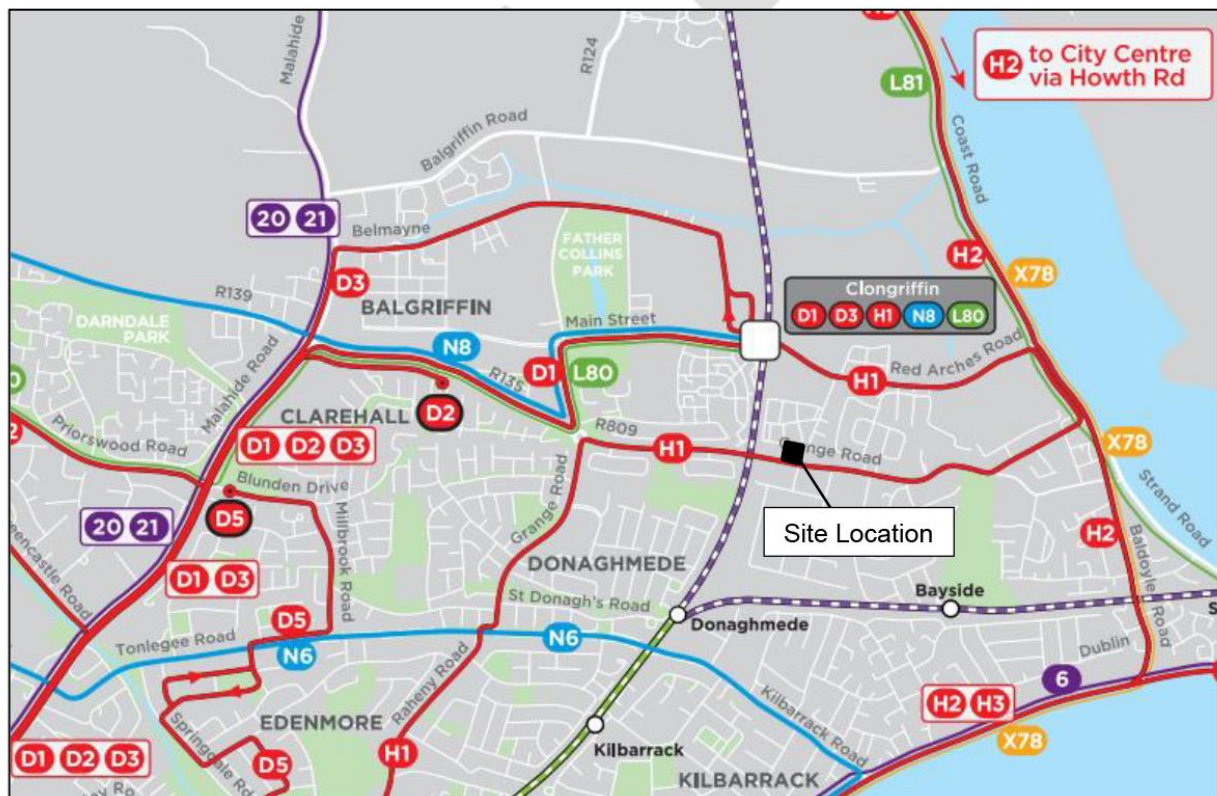 H2 to City Centre
via Howth Rd
Malahide
R124
L81
Coast Road
Balgriffin Road
20 21
Belmayne
FATHER
COLLINS
PARK
H2
X78
D3
R139
BALGRIFFIN
Clongriffin
D1 D3 H1 N8 L80
DARNDALE
PARK
Main Street
N8
D1
L80
R135
Red Arches Road
H1
Malahide Road
CLAREHALL
D2
Priorswood Road
D1 D2 D3
R809
H1
Grange Road
X78
Strand Road
Blunden Drive
D5
20 21
Millbrook Road
Grange Road
Site Location
H2
Baldoyle Road
D1 D3
DONAGHMEDE
St Donagh's Road
Bayside
Donaghmede
D5
Tonlegee Road
N6
N6
Dublin
Raheny Road
Kilbarrack Road
6
H2 H3
X78
EDENMORE
Springdale Rd
D5
H1
Kilbarrack
D1 D2 D3
KILBARRACK